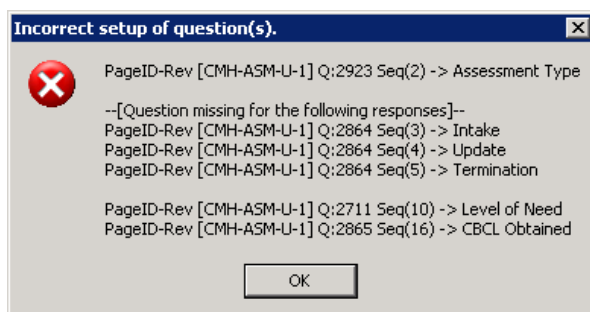 Incorrect setup of question(s).
PageID-Rev [CMH-ASM-U-1] Q:2923 Seq(2) -> Assessment Type
--[Question missing for the following responses]--
PageID-Rev [CMH-ASM-U-1] Q:2864 Seq(3) -> Intake
PageID-Rev [CMH-ASM-U-1] Q:2864 Seq(4) -> Update
PageID-Rev [CMH-ASM-U-1] Q:2864 Seq(5) -> Termination
PageID-Rev [CMH-ASM-U-1] Q:2711 Seq(10) -> Level of Need
PageID-Rev [CMH-ASM-U-1] Q:2865 Seq(16) -> CBCL Obtained
OK